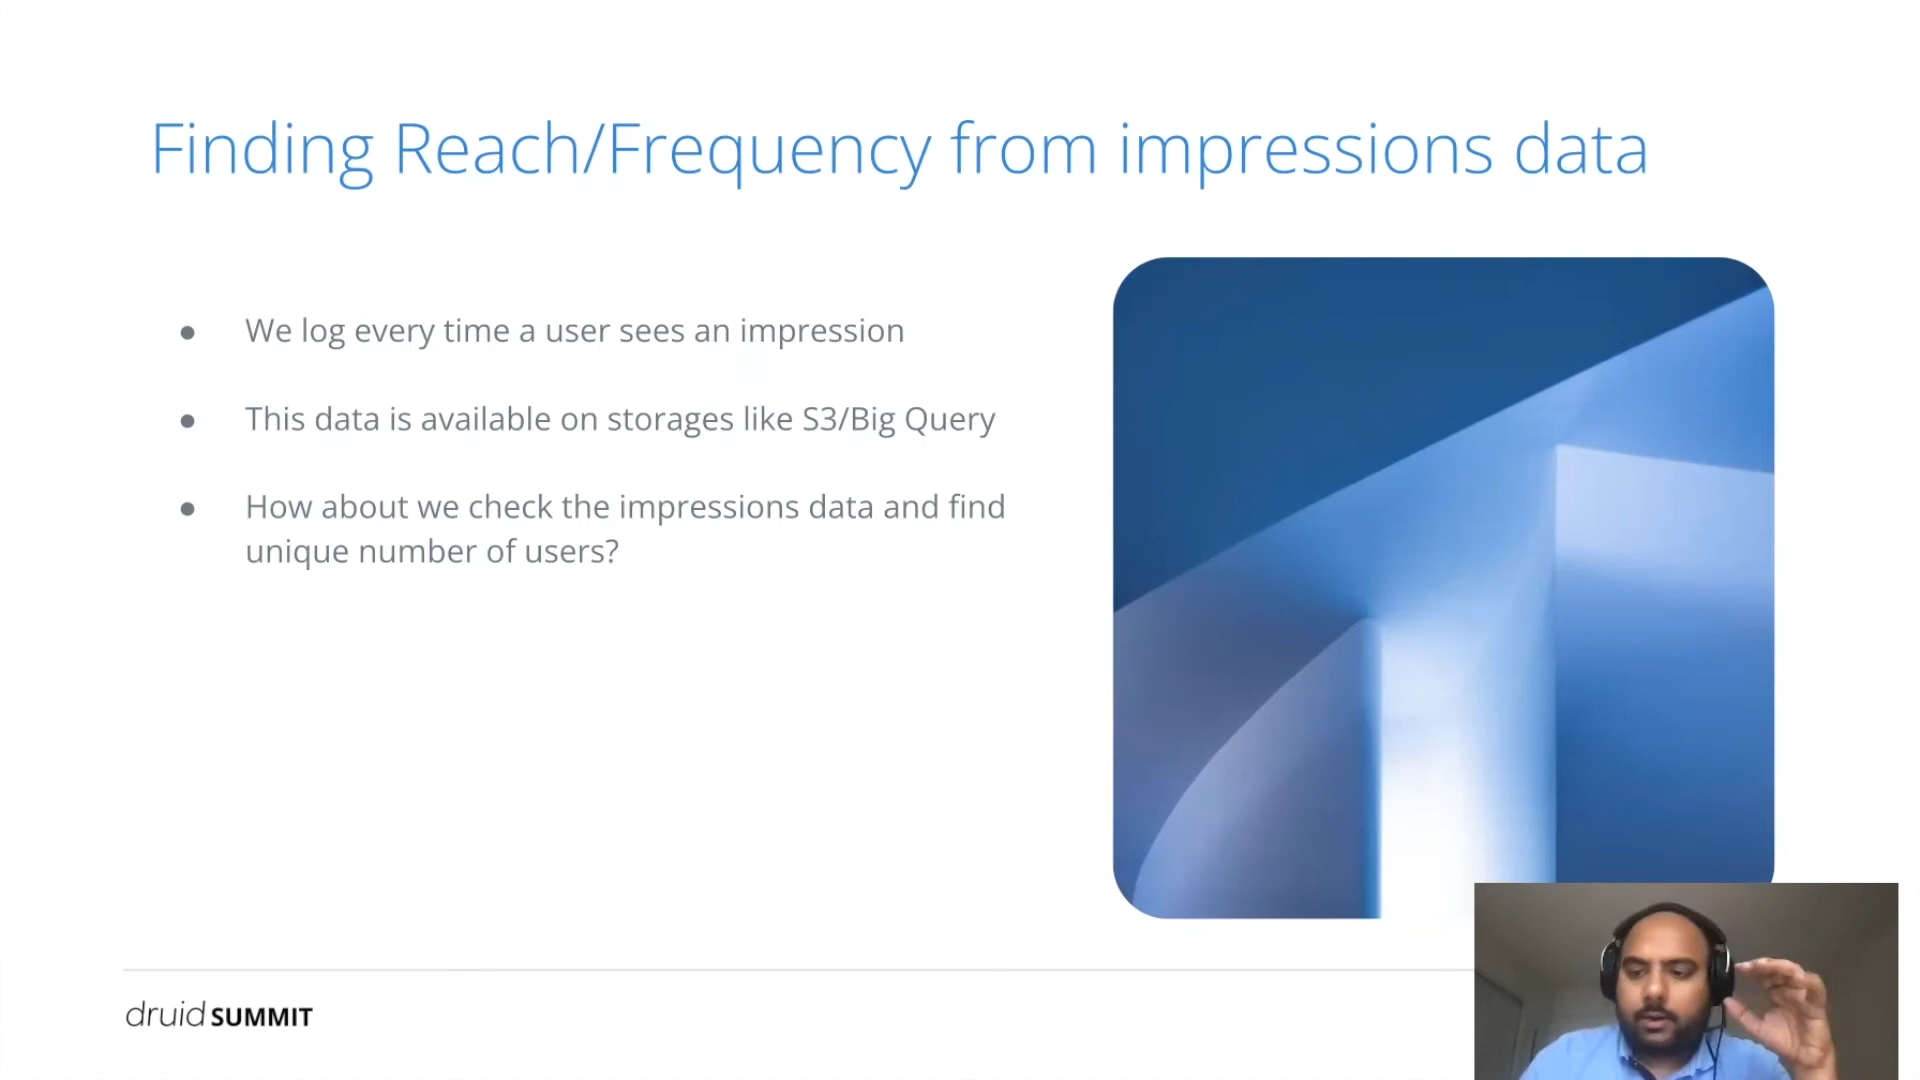 Finding Reach/Frequency from impressions data
● We log every time a user sees an impression
● This data is available on storages like S3/Big Query
● How about we check the impressions data and find
unique number of users?
druid SUMMIT